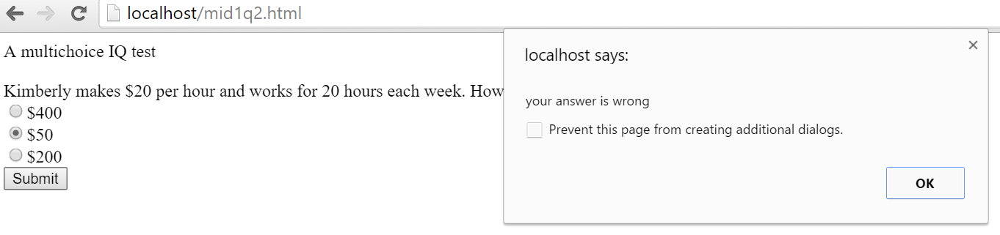 localhost/mid1q2.html
A multichoice IQ test
Kimberly makes $20 per hour and works for 20 hours each week. How
$400
$50
$200
Submit
localhost says:
your answer is wrong
Prevent this page from creating additional dialogs.
OK